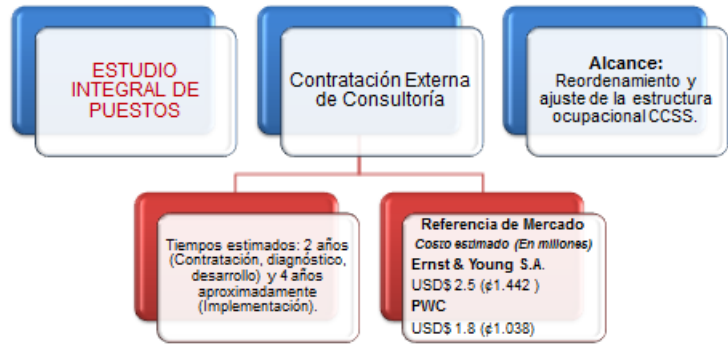 ESTUDIO
INTEGRAL DE
PUESTOS
Contratación Externa
de Consultoría
Alcance:
Reordenamiento y
ajuste de la estructura
ocupacional CCSS.
Tiempos estimados: 2 años
(Contratación, diagnóstico,
desarrollo) y 4 años
aproximadamente
(Implementación).
Referencia de Mercado
Costo estimado (En millones)
Ernst & Young S.A.
USD$ 2.5 (¢1.442 )
PWC
USD$ 1.8 (¢1.038)